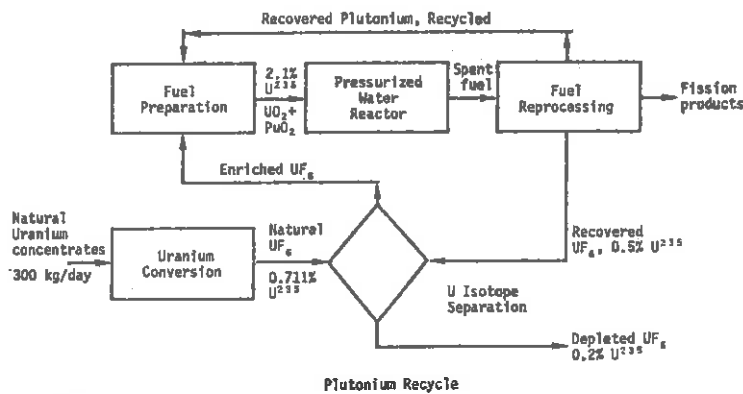 Recovered Plutonium, Recycled
Fuel
Preparation
2.1%
U²³⁵
UO₂+
PuO₂
Pressurized
Water
Reactor
Spent
fuel
Fuel
Reprocessing
Fission
products
Enriched UF₆
Natural
Uranium
concentrates
300 kg/day
Uranium
Conversion
Natural
UF₆
0.711%
U²³⁵
Recovered
UF₆, 0.5% U²³⁵
U Isotope
Separation
Depleted UF₆
0.2% U²³⁵
Plutonium Recycle